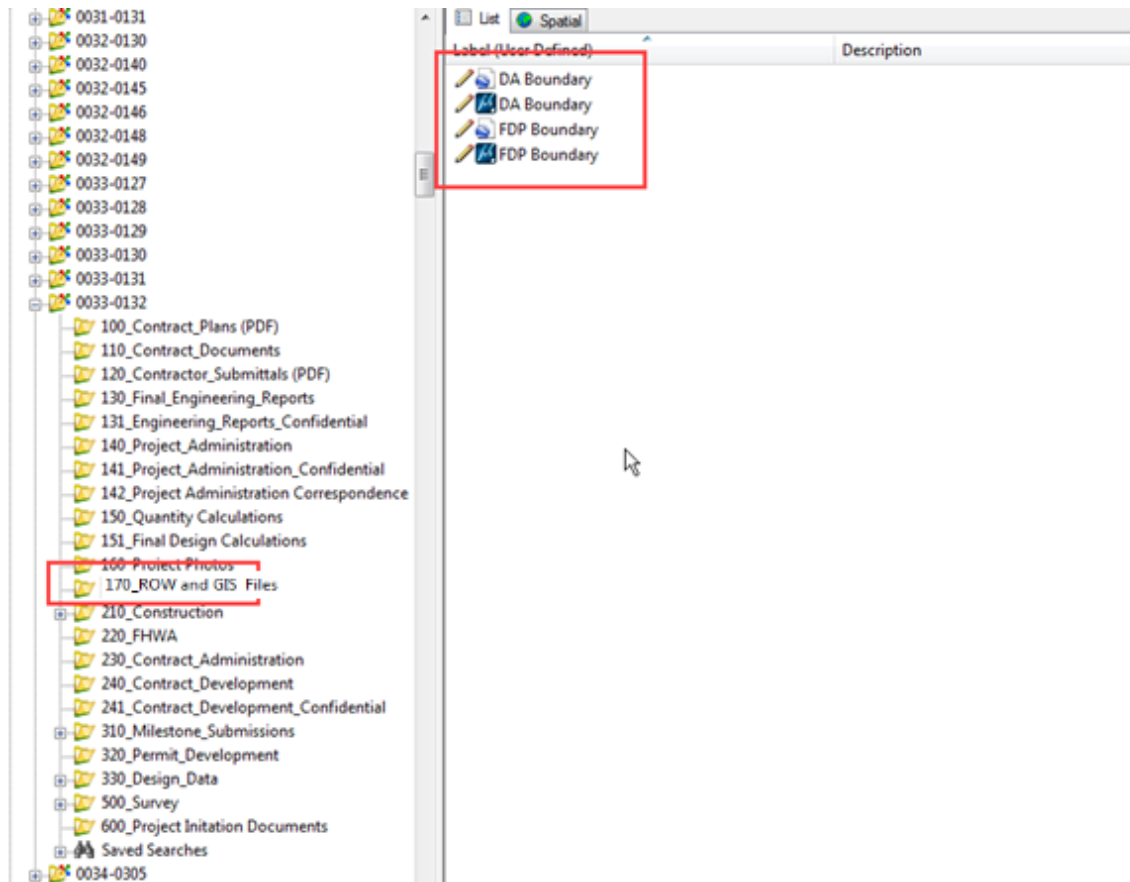 0031-0131
0032-0130
0032-0140
0032-0145
0032-0146
0032-0148
0032-0149
0033-0127
0033-0128
0033-0129
0033-0130
0033-0131
0033-0132
100_Contract_Plans (PDF)
110_Contract_Documents
120_Contractor_Submittals (PDF)
130_Final_Engineering_Reports
131_Engineering_Reports_Confidential
140_Project_Administration
141_Project_Administration_Confidential
142_Project Administration Correspondence
150_Quantity Calculations
151_Final Design Calculations
160_Project Photos
170_ROW and GIS Files
210_Construction
220_FHWA
230_Contract_Administration
240_Contract_Development
241_Contract_Development_Confidential
310_Milestone_Submissions
320_Permit_Development
330_Design_Data
500_Survey
600_Project Initation Documents
Saved Searches
0034-0305
List Spatial
Label (User Defined) Description
DA Boundary
DA Boundary
FDP Boundary
FDP Boundary